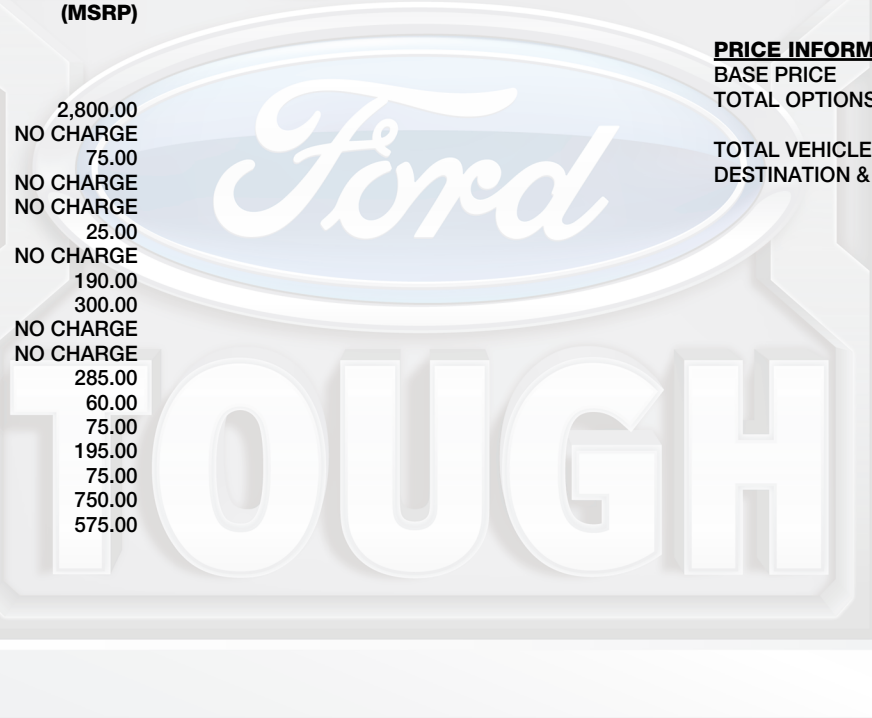 (MSRP)
2,800.00
NO CHARGE
75.00
NO CHARGE
NO CHARGE
25.00
NO CHARGE
190.00
300.00
NO CHARGE
NO CHARGE
285.00
60.00
75.00
195.00
75.00
750.00
575.00
PRICE INFORM
BASE PRICE
TOTAL OPTIONS
TOTAL VEHICLE
DESTINATION &
Ford
TOUGH